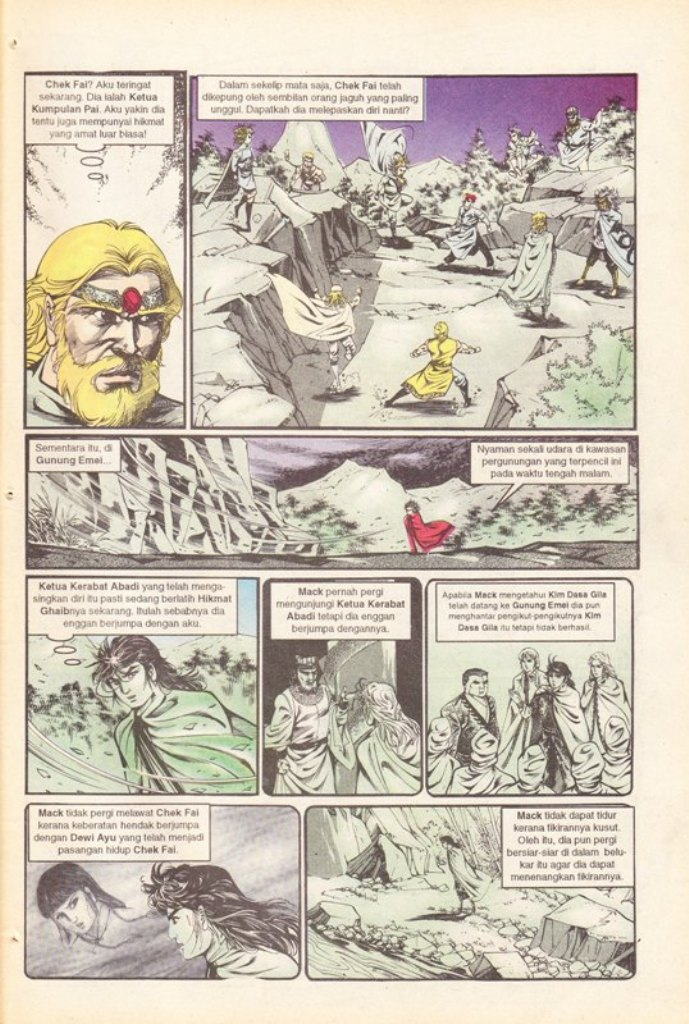 Chek Fai? Aku teringat
sekarang. Dia ialah Ketua
Kumpulan Pai. Aku yakin dia
tentu juga mempunyai hikmat
yang amat luar biasa!
Dalam sekelip mata saja, Chek Fai telah
dikepung oleh sembilan orang jaguh yang paling
unggul. Dapatkah dia melepaskan diri nanti?
Sementara itu, di
Gunung Emei...
Nyaman sekali udara di kawasan
pergunungan yang terpencil ini
pada waktu tengah malam.
Ketua Kerabat Abadi yang telah menga-
singkan diri itu pasti sedang berlatih Hikmat
Ghaibnya sekarang. Itulah sebabnya dia
enggan berjumpa dengan aku.
Mack pernah pergi
mengunjungi Ketua Kerabat
Abadi tetapi dia enggan
berjumpa dengannya.
Apabila Mack mengetahui Kim Dasa Gila
telah datang ke Gunung Emei dia pun
menghantar pengikut-pengikutnya Kim
Dasa Gila itu tetapi tidak berhasil.
Mack tidak pergi melawat Chek Fai
kerana keberatan hendak berjumpa
dengan Dewi Ayu yang telah menjadi
pasangan hidup Chek Fai.
Mack tidak dapat tidur
kerana fikirannya kusut.
Oleh itu, dia pun pergi
bersiar-siar di dalam belu-
kar itu agar dia dapat
menenangkan fikirannya.